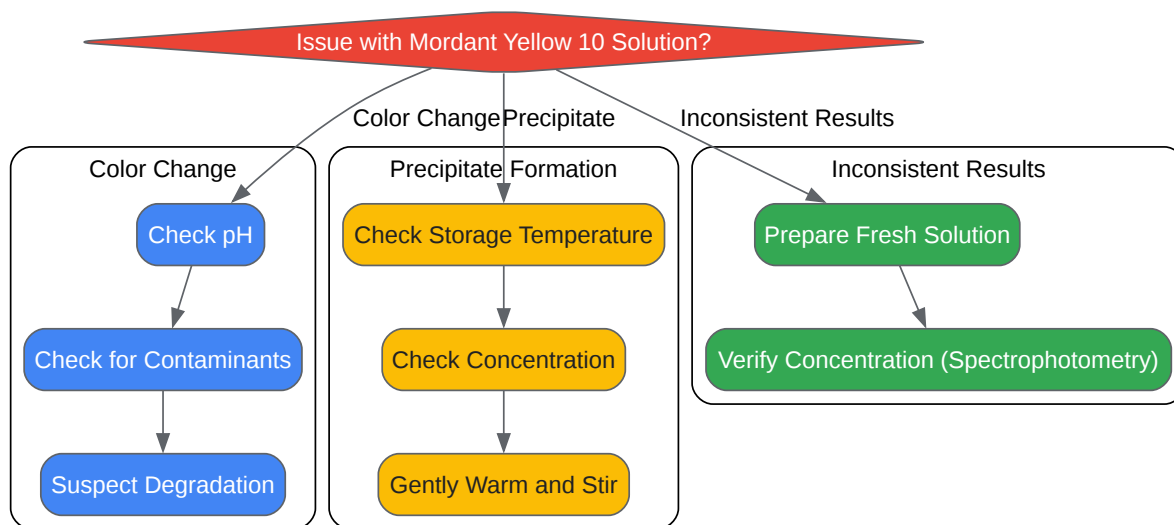 Issue with Mordant Yellow 10 Solution?
Color Change
Precipitate
Inconsistent Results
Color Change
Check pH
Check for Contaminants
Suspect Degradation
Precipitate Formation
Check Storage Temperature
Check Concentration
Gently Warm and Stir
Inconsistent Results
Prepare Fresh Solution
Verify Concentration (Spectrophotometry)